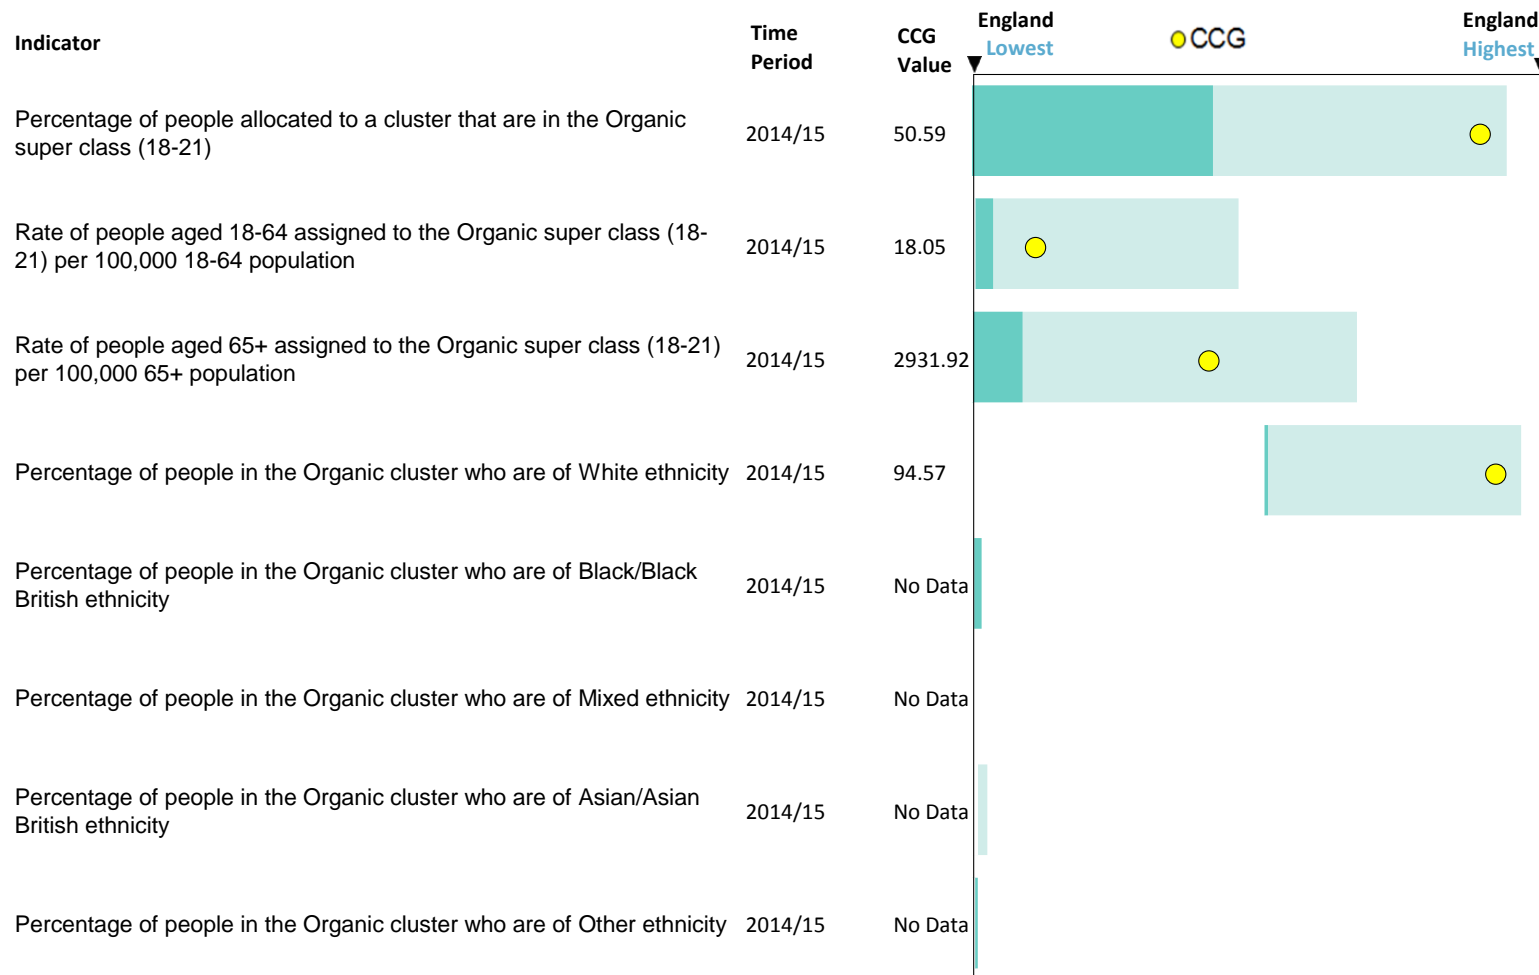 Indicator
Time
Period
CCG
Value
England
Lowest
CCG
England
Highest
Percentage of people allocated to a cluster that are in the Organic
super class (18-21)
2014/15
50.59
Rate of people aged 18-64 assigned to the Organic super class (18-
21) per 100,000 18-64 population
2014/15
18.05
Rate of people aged 65+ assigned to the Organic super class (18-21)
per 100,000 65+ population
2014/15
2931.92
Percentage of people in the Organic cluster who are of White ethnicity
2014/15
94.57
Percentage of people in the Organic cluster who are of Black/Black
British ethnicity
2014/15
No Data
Percentage of people in the Organic cluster who are of Mixed ethnicity
2014/15
No Data
Percentage of people in the Organic cluster who are of Asian/Asian
British ethnicity
2014/15
No Data
Percentage of people in the Organic cluster who are of Other ethnicity
2014/15
No Data